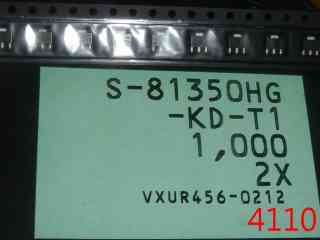 S-81350HG
-KD-T1
1,000
2X
VXUR456-0212
4110